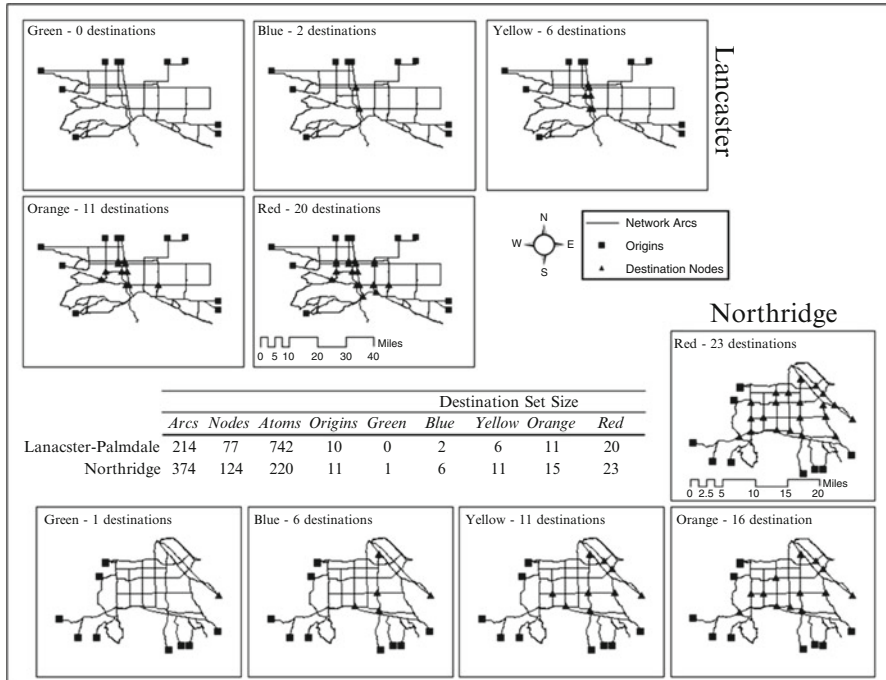 Green - 0 destinations
Blue - 2 destinations
Yellow - 6 destinations
Lancaster
Orange - 11 destinations
Red - 20 destinations
Miles
0 5 10 20 30 40
N
W E
S
Network Arcs
Origins
Destination Nodes
Northridge
Red - 23 destinations
Miles
0 2.5 5 10 15 20
Destination Set Size
Arcs Nodes Atoms Origins Green Blue Yellow Orange Red
Lanacster-Palmdale 214 77 742 10 0 2 6 11 20
Northridge 374 124 220 11 1 6 11 15 23
Green - 1 destinations
Blue - 6 destinations
Yellow - 11 destinations
Orange - 16 destination